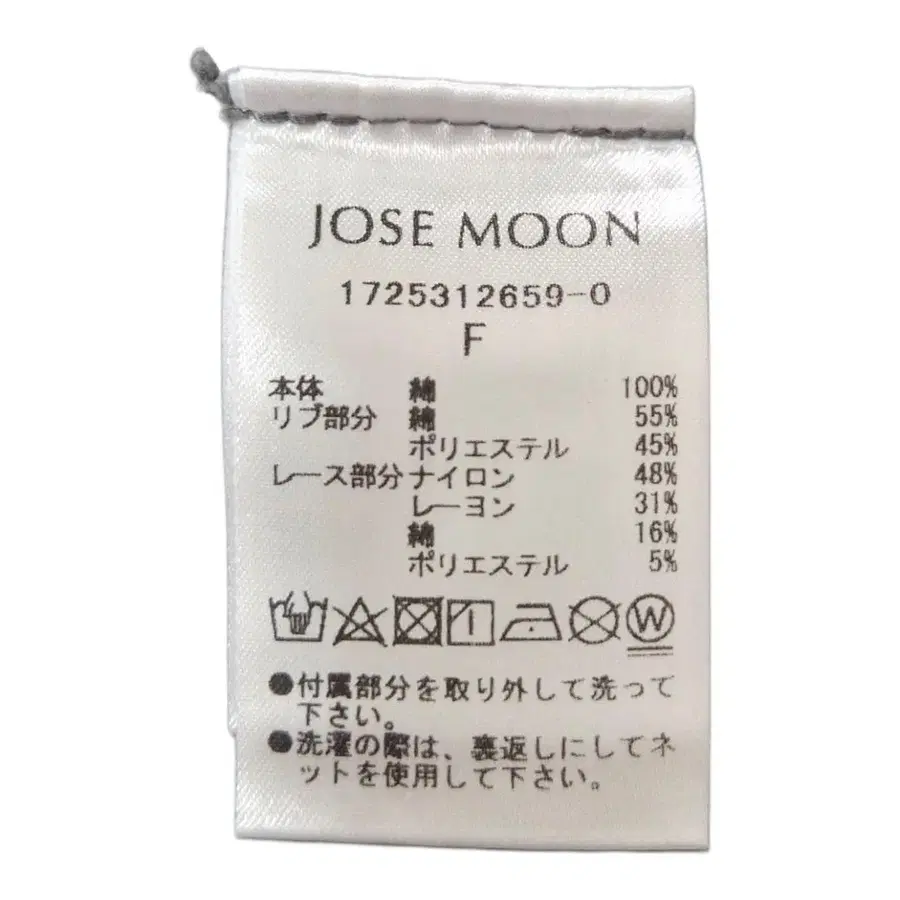 JOSE MOON
1725312659-0
F
本体 綿 100%
リブ部分 綿 55%
ポリエステル 45%
レース部分 ナイロン 48%
レーヨン 31%
綿 16%
ポリエステル 5%
W
●付属部分を取り外して洗って
下さい。
●洗濯の際は、裏返しにしてネ
ットを使用して下さい。